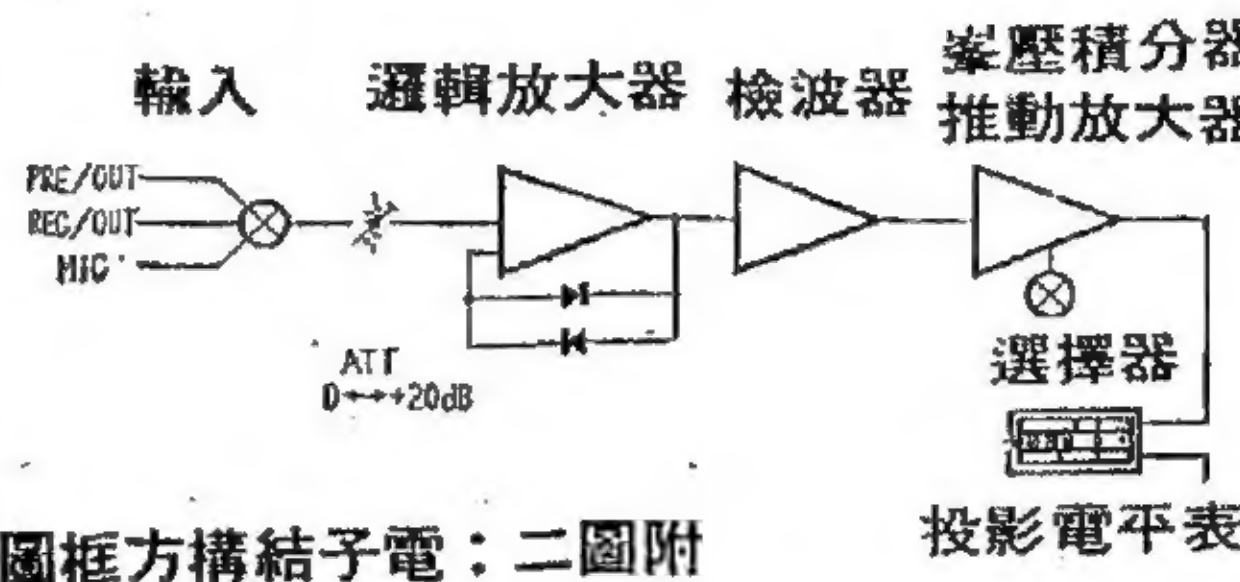 輸入
邏輯放大器
檢波器
峯壓積分器
推動放大器
PRE/OUT
REC/OUT
MIC
ATT
0↔+20dB
選擇器
投影電平表
圖框方構結子電：二圖附